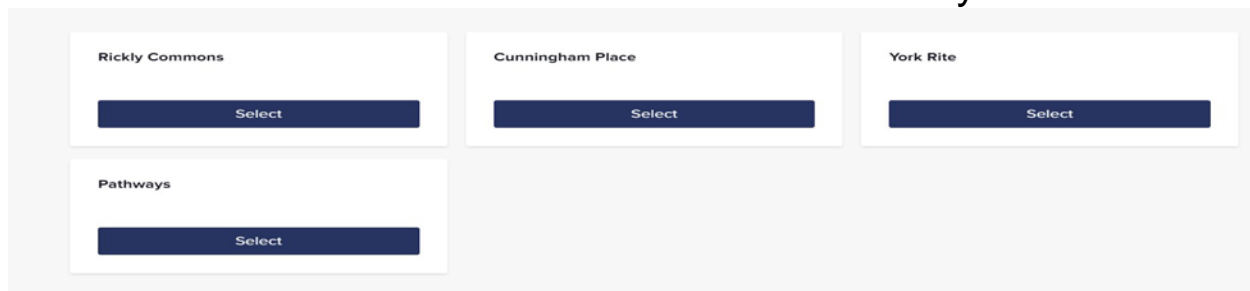 Rickly Commons
Cunningham Place
York Rite
Select
Select
Select
Pathways
Select